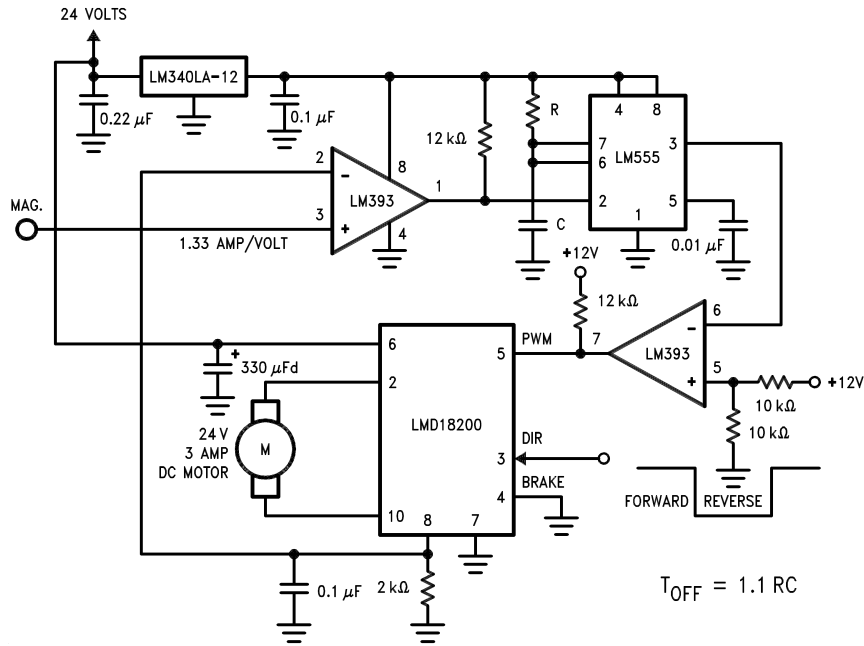 24 VOLTS
LM340LA-12
0.22 µF
0.1 µF
12 kΩ
R
4
8
7
6
LM555
3
2
5
1
C
0.01 µF
MAG.
2
3
1.33 AMP/VOLT
−
+
LM393
8
1
4
+12V
12 kΩ
7
LM393
−
+
6
5
+12V
10 kΩ
10 kΩ
+
330 µFd
24 V
3 AMP
DC MOTOR
M
6
2
10
LMD18200
5
PWM
3
DIR
4
BRAKE
8
7
0.1 µF
2 kΩ
FORWARD
REVERSE
TOFF = 1.1 RC